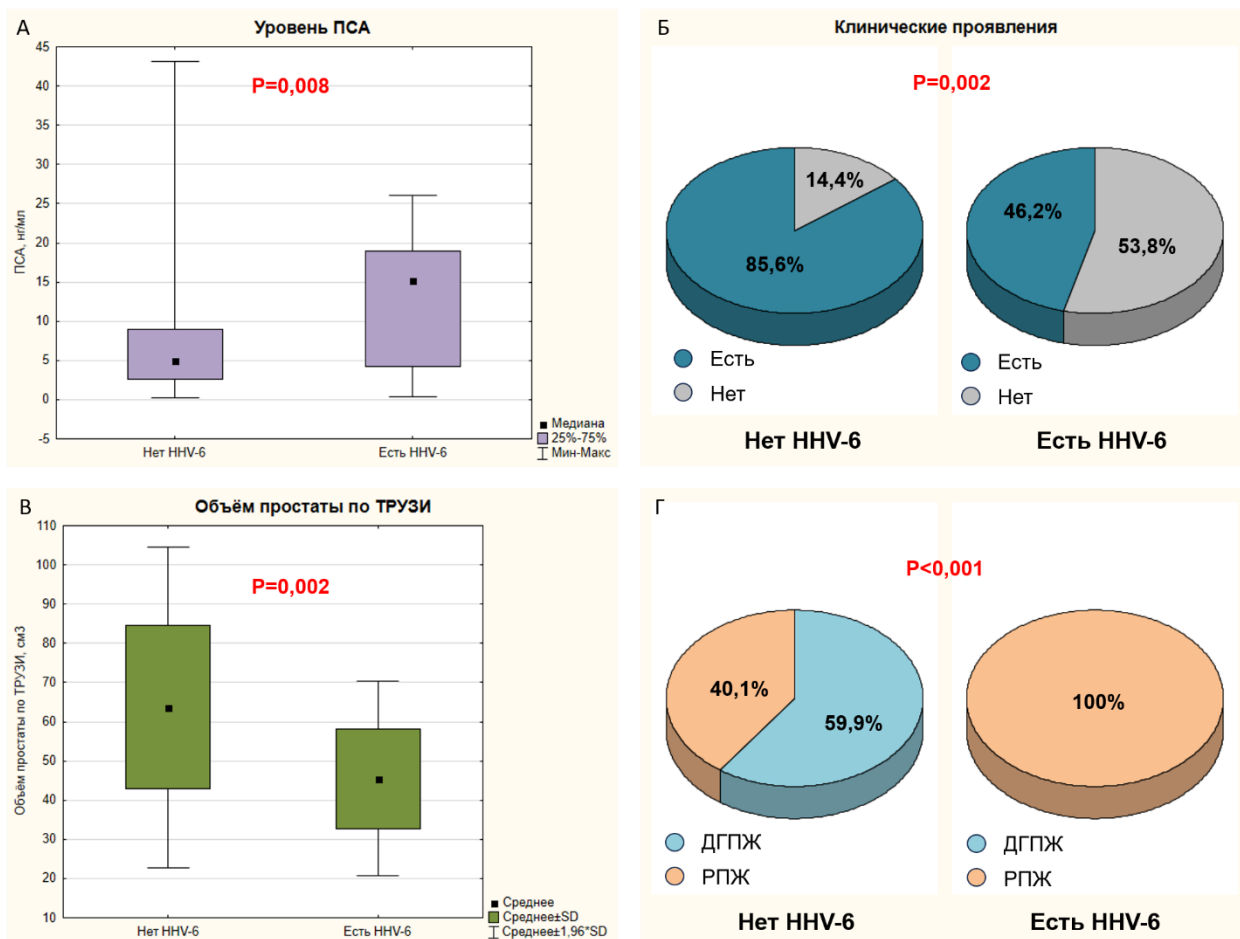 А
Уровень ПСА
P=0,008
45
40
35
30
25
20
15
10
5
0
-5
ПСА, нг/мл
Нет HHV-6
Есть HHV-6
Медиана
25%-75%
Мин-Макс
Б
Клинические проявления
P=0,002
14,4%
85,6%
46,2%
53,8%
Есть
Нет
Есть
Нет
Нет HHV-6
Есть HHV-6
В
Объём простаты по ТРУЗИ
P=0,002
110
100
90
80
70
60
50
40
30
20
10
Объём простаты по ТРУЗИ, см3
Нет HHV-6
Есть HHV-6
Среднее
Среднее±SD
Среднее±1,96*SD
Г
P<0,001
40,1%
59,9%
100%
ДГПЖ
РПЖ
ДГПЖ
РПЖ
Нет HHV-6
Есть HHV-6